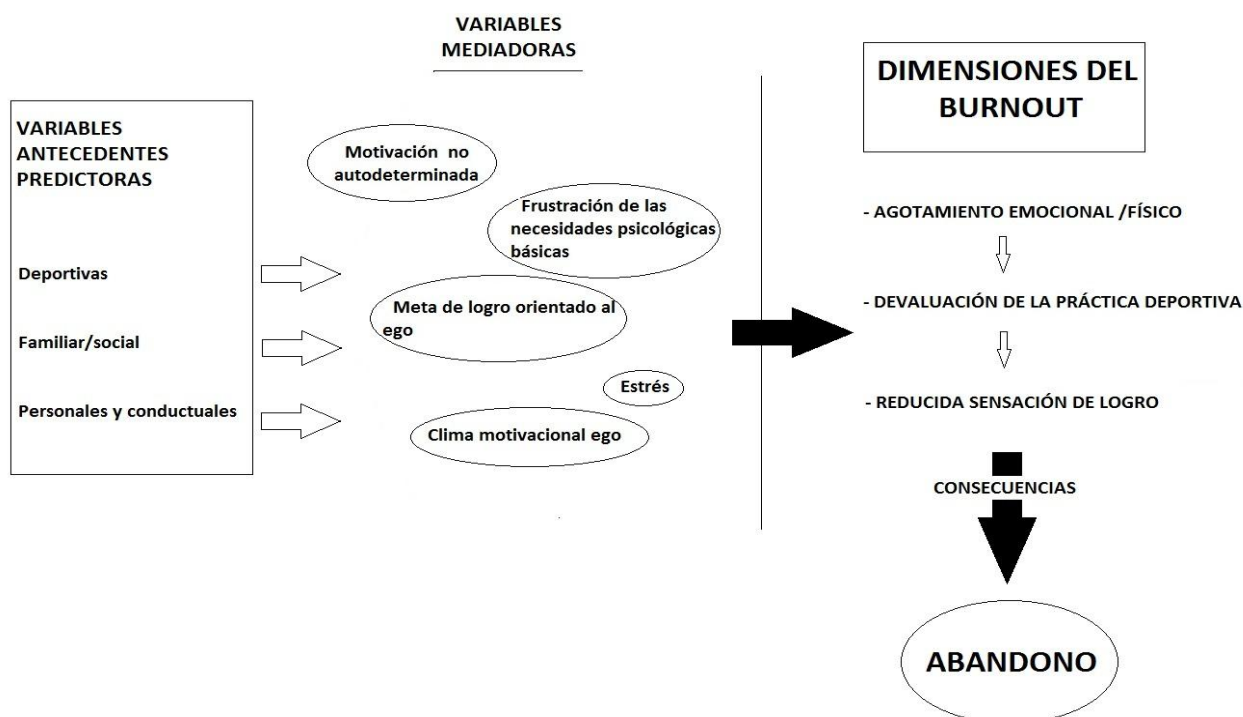 VARIABLES
MEDIADORAS
VARIABLES
ANTECEDENTES
PREDICTORAS
Deportivas
Familiar/social
Personales y conductuales
Motivación no
autodeterminada
Frustración de las
necesidades psicológicas
básicas
Meta de logro orientado al
ego
Estrés
Clima motivacional ego
DIMENSIONES DEL
BURNOUT
- AGOTAMIENTO EMOCIONAL /FÍSICO
- DEVALUACIÓN DE LA PRÁCTICA DEPORTIVA
- REDUCIDA SENSACIÓN DE LOGRO
CONSECUENCIAS
ABANDONO